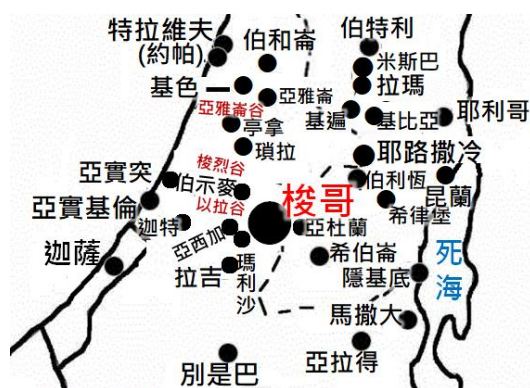 特拉維夫
(約帕)
伯和崙
伯特利
米斯巴
拉瑪
基色
亞雅崙
亞雅崙谷
基遍
基比亞
耶利哥
亭拿
瑣拉
耶路撒冷
梭烈谷
亞實突
伯示麥
伯利恆
昆蘭
亞實基倫
以拉谷
梭哥
希律堡
迦特
亞杜蘭
亞西加
迦薩
拉吉
瑪利沙
希伯崙
隱基底
死海
馬撒大
別是巴
亞拉得